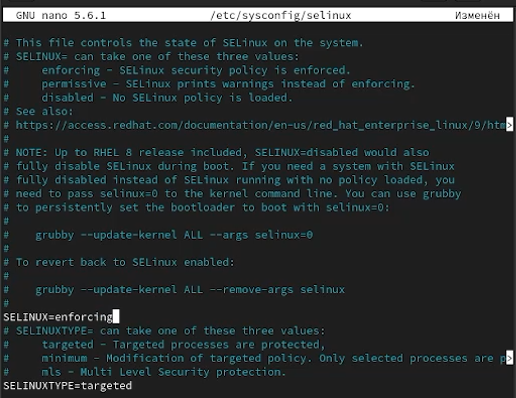 GNU nano 5.6.1 /etc/sysconfig/selinux Изменён
# This file controls the state of SELinux on the system.
# SELINUX= can take one of these three values:
#     enforcing - SELinux security policy is enforced.
#     permissive - SELinux prints warnings instead of enforcing.
#     disabled - No SELinux policy is loaded.
# See also:
# https://access.redhat.com/documentation/en-us/red_hat_enterprise_linux/9/htm>
#
# NOTE: Up to RHEL 8 release included, SELINUX=disabled would also
# fully disable SELinux during boot. If you need a system with SELinux
# fully disabled instead of SELinux running with no policy loaded, you
# need to pass selinux=0 to the kernel command line. You can use grubby
# to persistently set the bootloader to boot with selinux=0:
#
#    grubby --update-kernel ALL --args selinux=0
#
# To revert back to SELinux enabled:
#
#    grubby --update-kernel ALL --remove-args selinux
#
SELINUX=enforcing
# SELINUXTYPE= can take one of these three values:
#     targeted - Targeted processes are protected,
#     minimum - Modification of targeted policy. Only selected processes are p>
#     mls - Multi Level Security protection.
SELINUXTYPE=targeted